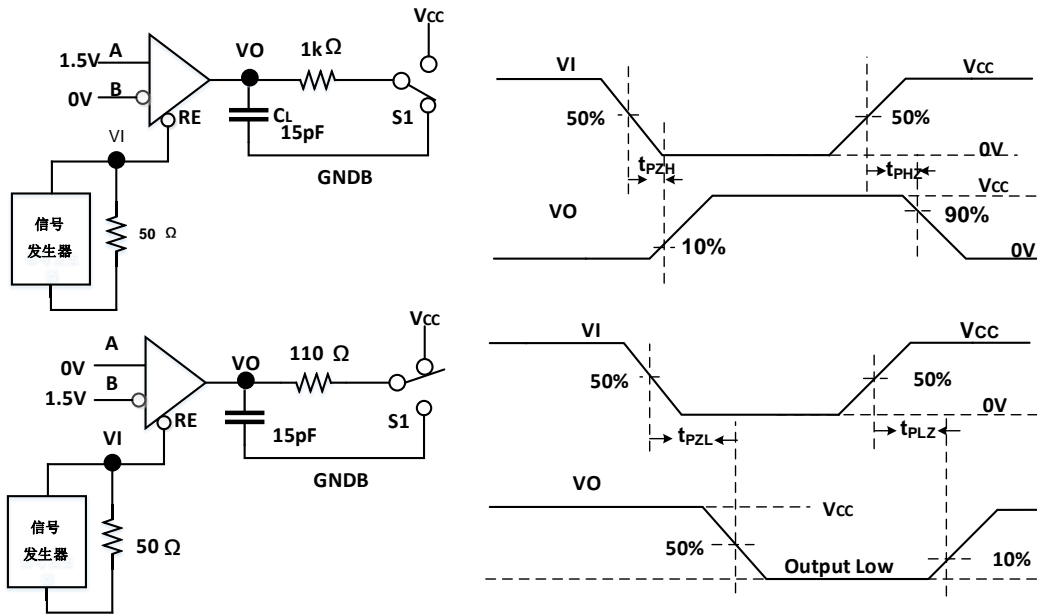 VCC
VO
1k Ω
1.5V A
0V B
RE
CL
15pF
S1
VI
GNDB
信号
发生器
50 Ω
VI
VCC
50%
50%
0V
tPZH
tPHZ
VCC
VO
90%
10%
0V
VCC
A
VO
110 Ω
0V
B
1.5V
RE
15pF
S1
VI
GNDB
信号
发生器
50 Ω
VI
VCC
50%
50%
0V
tPZL
tPLZ
VO
VCC
50%
Output Low
10%